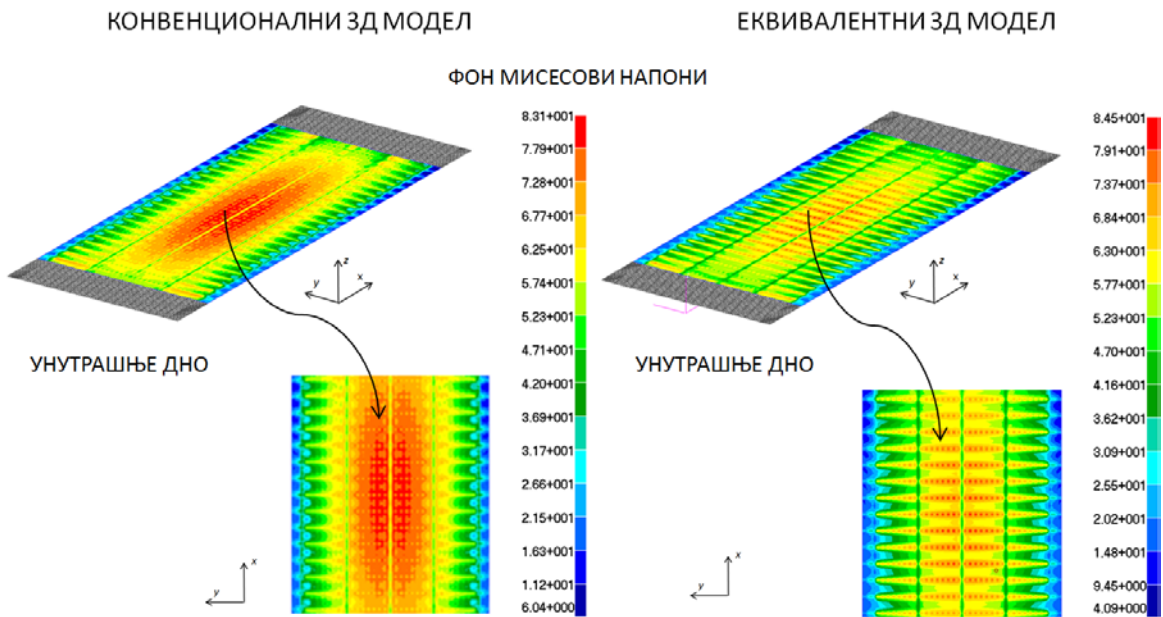 КОНВЕНЦИОНАЛНИ 3Д МОДЕЛ
ЕКВИВАЛЕНТНИ 3Д МОДЕЛ
ФОН МИСЕСОВИ НАПОНИ
8.31+001
7.79+001
7.28+001
6.77+001
6.25+001
5.74+001
5.23+001
4.71+001
4.20+001
3.69+001
3.17+001
2.66+001
2.15+001
1.63+001
1.12+001
6.04+000
z
y
x
УНУТРАШЊЕ ДНО
x
y
8.45+001
7.91+001
7.37+001
6.84+001
6.30+001
5.77+001
5.23+001
4.70+001
4.16+001
3.62+001
3.09+001
2.55+001
2.02+001
1.48+001
9.45+000
4.09+000
z
y
x
УНУТРАШЊЕ ДНО
x
y